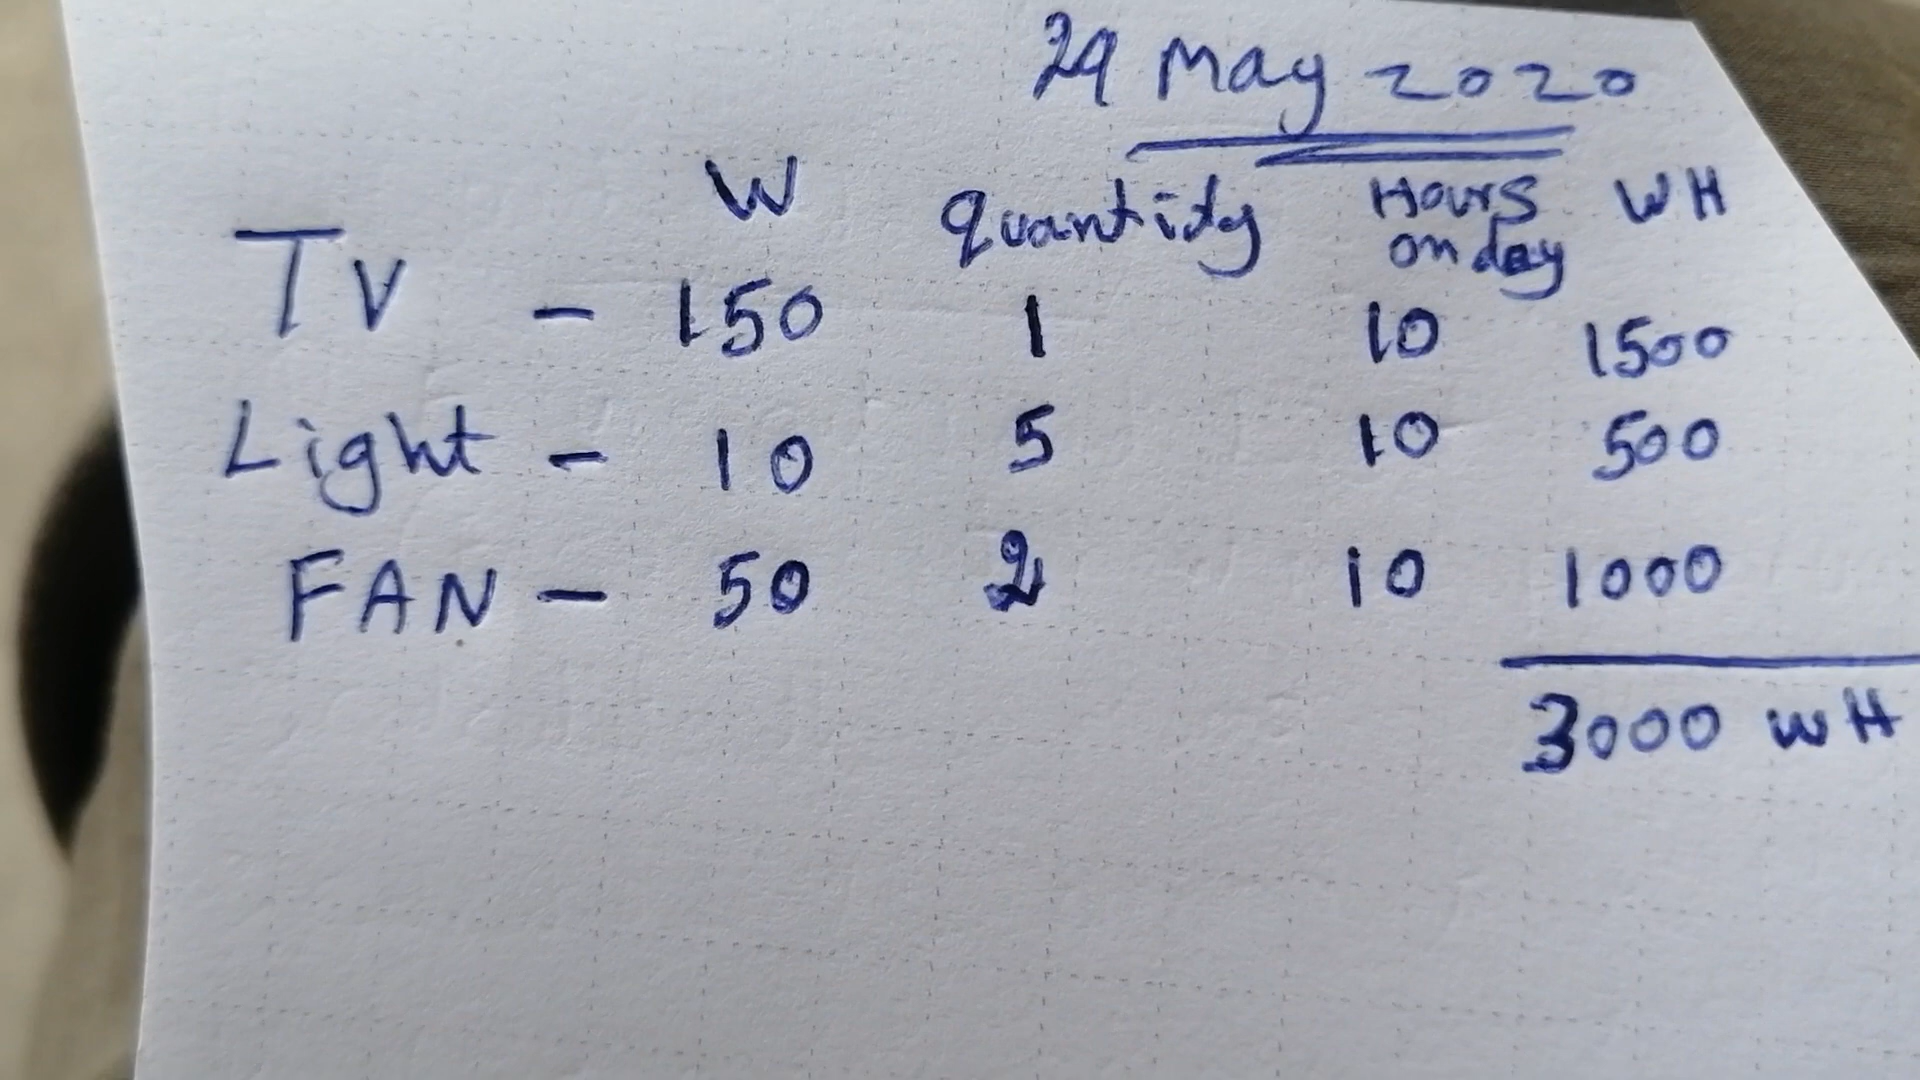 29 May 2020
W quantity Hours on day WH
TV - 150 1 10 1500
Light - 10 5 10 500
FAN - 50 2 10 1000
3000 WH